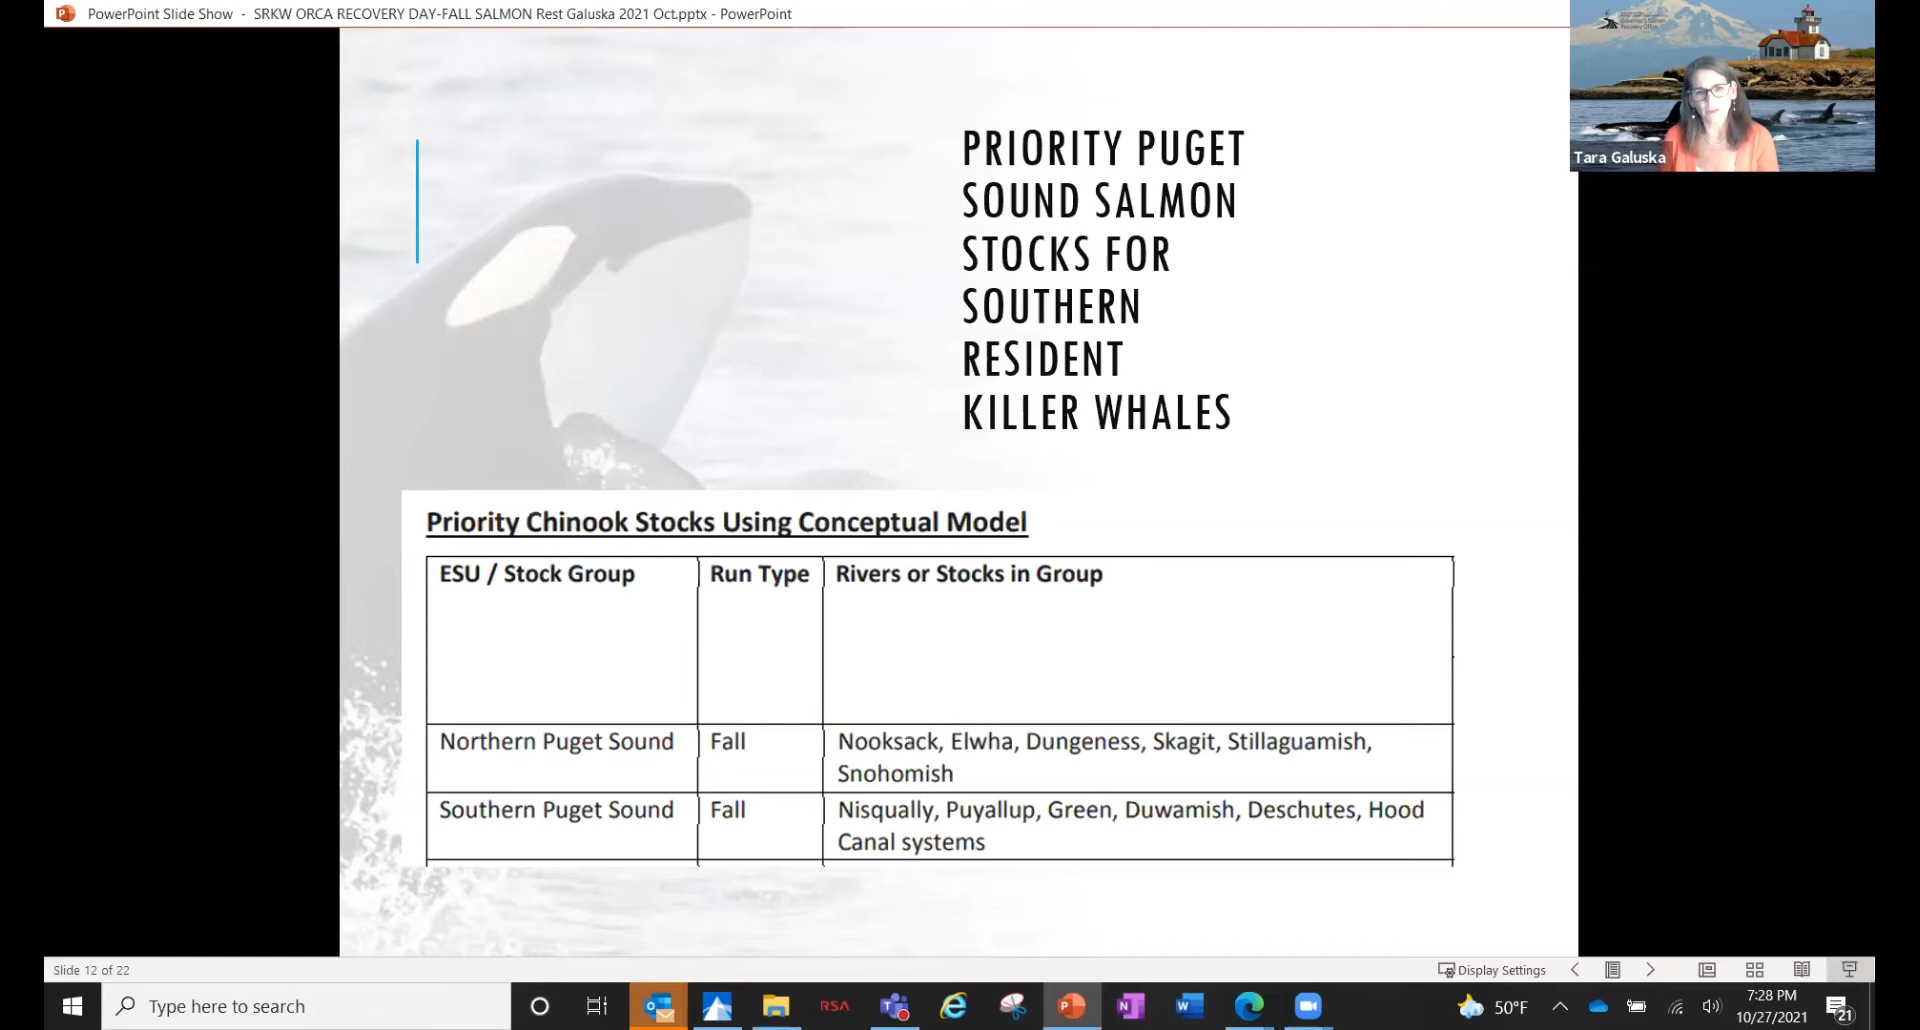 PowerPoint Slide Show - SRKW ORCA RECOVERY DAY-FALL SALMON Rest Galuska 2021 Oct.pptx - PowerPoint
Governor's Salmon
Recovery Office
Tara Galuska
PRIORITY PUGET
SOUND SALMON
STOCKS FOR
SOUTHERN
RESIDENT
KILLER WHALES
Priority Chinook Stocks Using Conceptual Model
ESU / Stock Group Run Type Rivers or Stocks in Group
Northern Puget Sound Fall Nooksack, Elwha, Dungeness, Skagit, Stillaguamish,
Snohomish
Southern Puget Sound Fall Nisqually, Puyallup, Green, Duwamish, Deschutes, Hood
Canal systems
Slide 12 of 22 Display Settings
Type here to search RSA 50°F 7:28 PM
10/27/2021 21